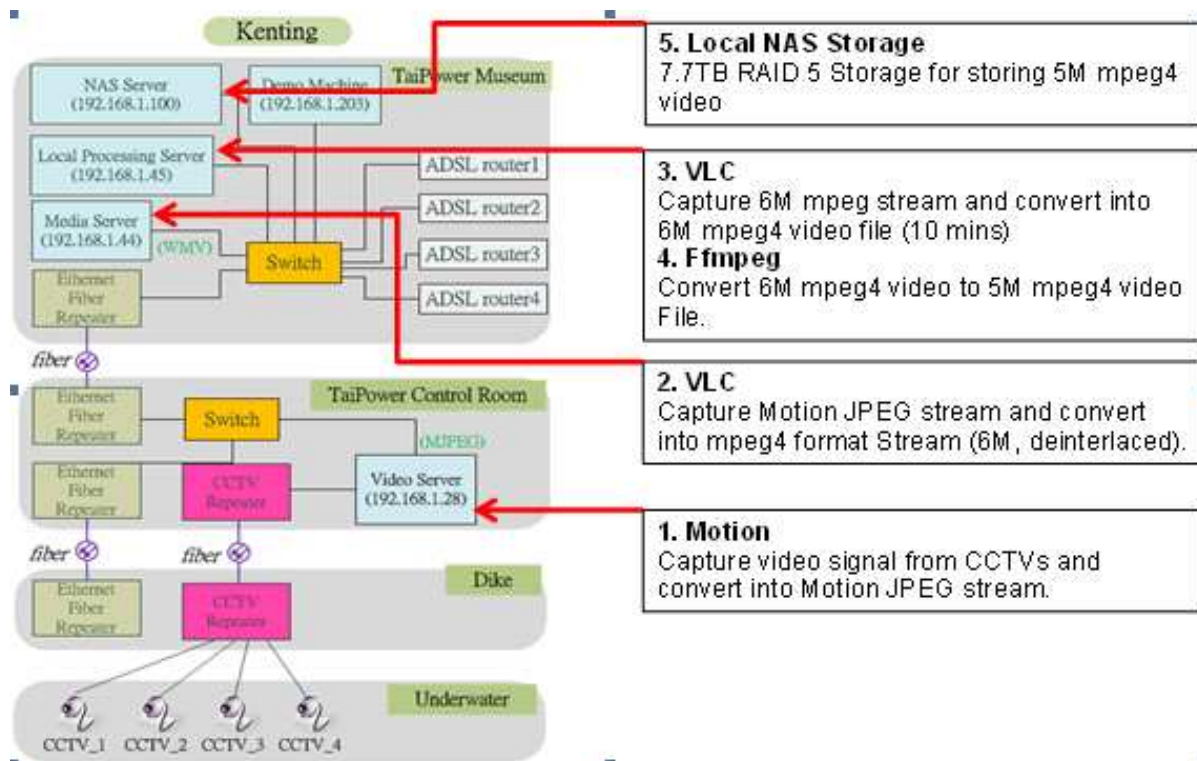 Kenting
TaiPower Museum
NAS Server
(192.168.1.100)
Demo Machine
(192.168.1.203)
Local Processing Server
(192.168.1.45)
Media Server
(192.168.1.44)
(WMV)
Switch
ADSL router1
ADSL router2
ADSL router3
ADSL router4
Ethernet
Fiber
Repeater
fiber
TaiPower Control Room
Ethernet
Fiber
Repeater
Switch
(MJPEG)
Ethernet
Fiber
Repeater
CCTV
Repeater
Video Server
(192.168.1.28)
fiber
fiber
Dike
Ethernet
Fiber
Repeater
CCTV
Repeater
Underwater
CCTV_1
CCTV_2
CCTV_3
CCTV_4
5. Local NAS Storage
7.7TB RAID 5 Storage for storing 5M mpeg4
video
3. VLC
Capture 6M mpeg stream and convert into
6M mpeg4 video file (10 mins)
4. Ffmpeg
Convert 6M mpeg4 video to 5M mpeg4 video
File.
2. VLC
Capture Motion JPEG stream and convert
into mpeg4 format Stream (6M, deinterlaced).
1. Motion
Capture video signal from CCTVs and
convert into Motion JPEG stream.